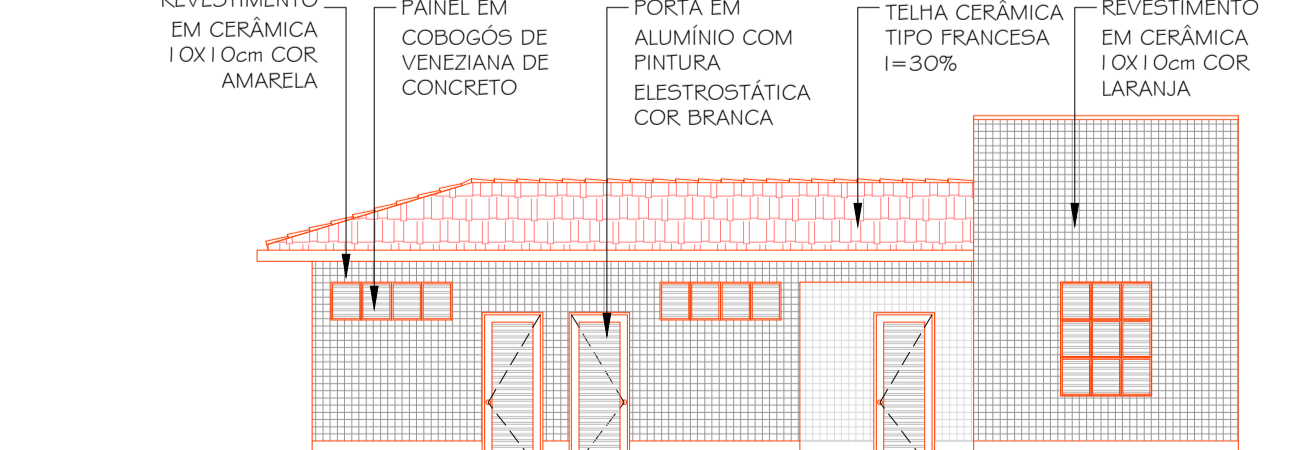 REVESTIMENTO
EM CERÂMICA
10X10cm COR
AMARELA
PAINEL EM
COBOGÓS DE
VENEZIANA DE
CONCRETO
PORTA EM
ALUMÍNIO COM
PINTURA
ELESTROSTÁTICA
COR BRANCA
TELHA CERÂMICA
TIPO FRANCESA
I=30%
REVESTIMENTO
EM CERÂMICA
10X10cm COR
LARANJA